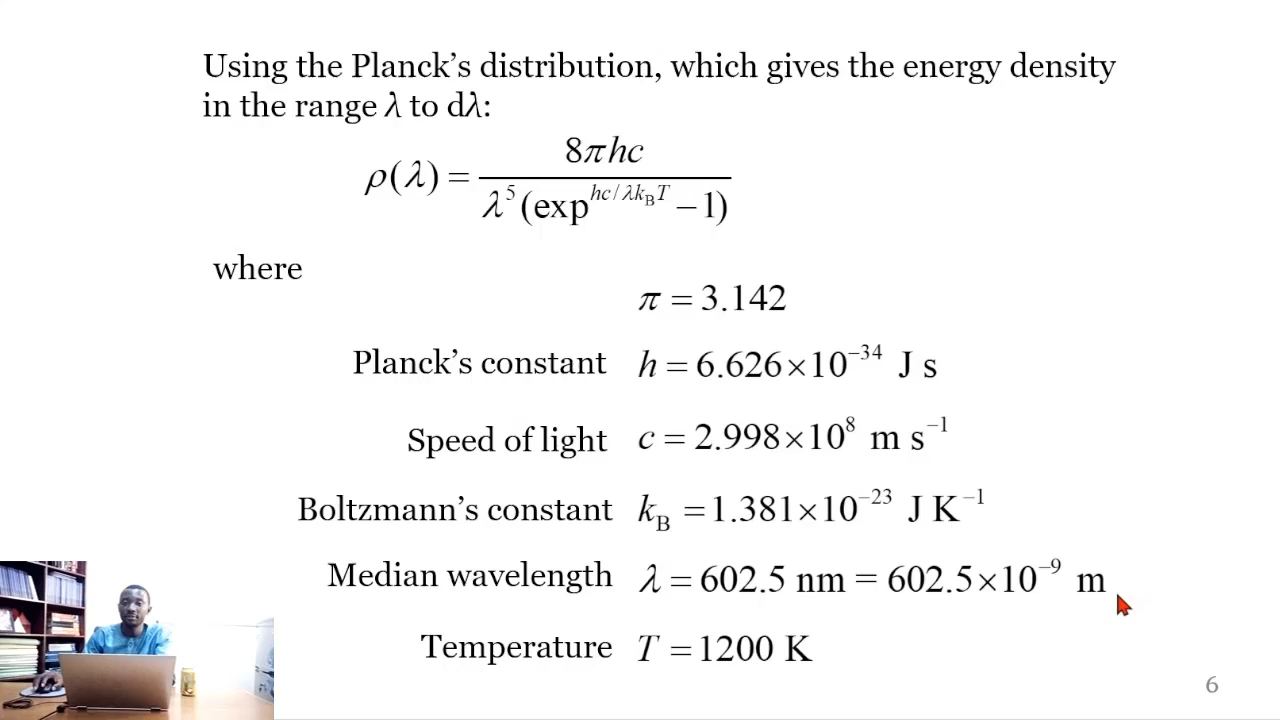 Using the Planck’s distribution, which gives the energy density
in the range λ to dλ:
ρ(λ) = 8πhc / λ⁵(exp^(hc/λk_BT) − 1)
where
π = 3.142
Planck’s constant h = 6.626×10⁻³⁴ J s
Speed of light c = 2.998×10⁸ m s⁻¹
Boltzmann’s constant k_B = 1.381×10⁻²³ J K⁻¹
Median wavelength λ = 602.5 nm = 602.5×10⁻⁹ m
Temperature T = 1200 K
6